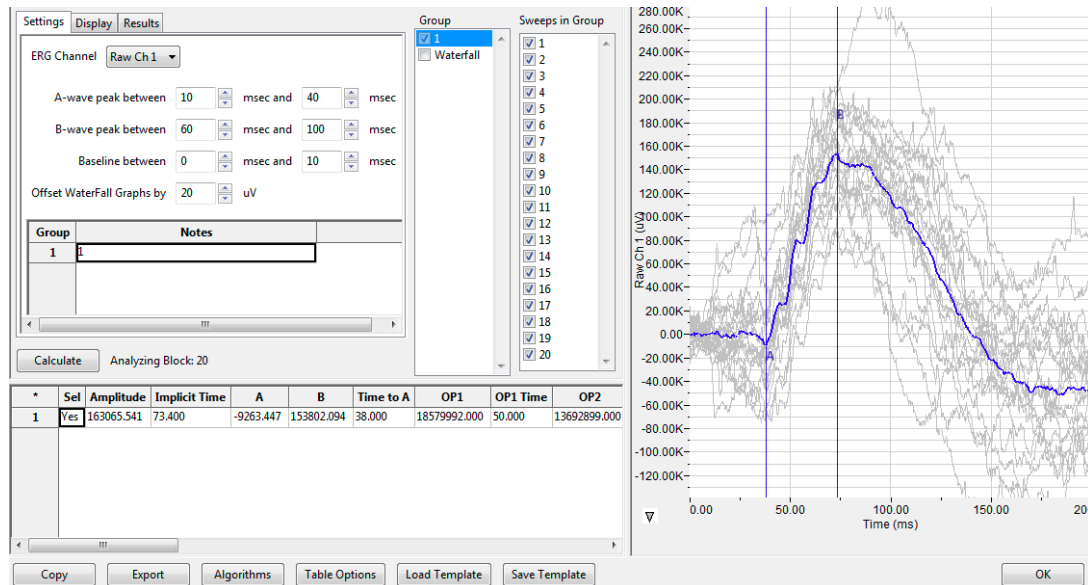 Settings Display Results
ERG Channel Raw Ch 1
A-wave peak between 10 msec and 40 msec
B-wave peak between 60 msec and 100 msec
Baseline between 0 msec and 10 msec
Offset WaterFall Graphs by 20 uV
Group Notes
1 1
Calculate Analyzing Block: 20
Group
1
Waterfall
Sweeps in Group
1
2
3
4
5
6
7
8
9
10
11
12
13
14
15
16
17
18
19
20
280.00K
260.00K
240.00K
220.00K
200.00K
180.00K
160.00K
140.00K
120.00K
100.00K
80.00K
60.00K
40.00K
20.00K
0.00
-20.00K
-40.00K
-60.00K
-80.00K
-100.00K
-120.00K
Raw Ch 1 (uV)
B
A
0.00 50.00 100.00 150.00 200
Time (ms)
* Sel Amplitude Implicit Time A B Time to A OP1 OP1 Time OP2
1 Yes 163065.541 73.400 -9263.447 153802.094 38.000 18579992.000 50.000 13692899.000
Copy Export Algorithms Table Options Load Template Save Template OK